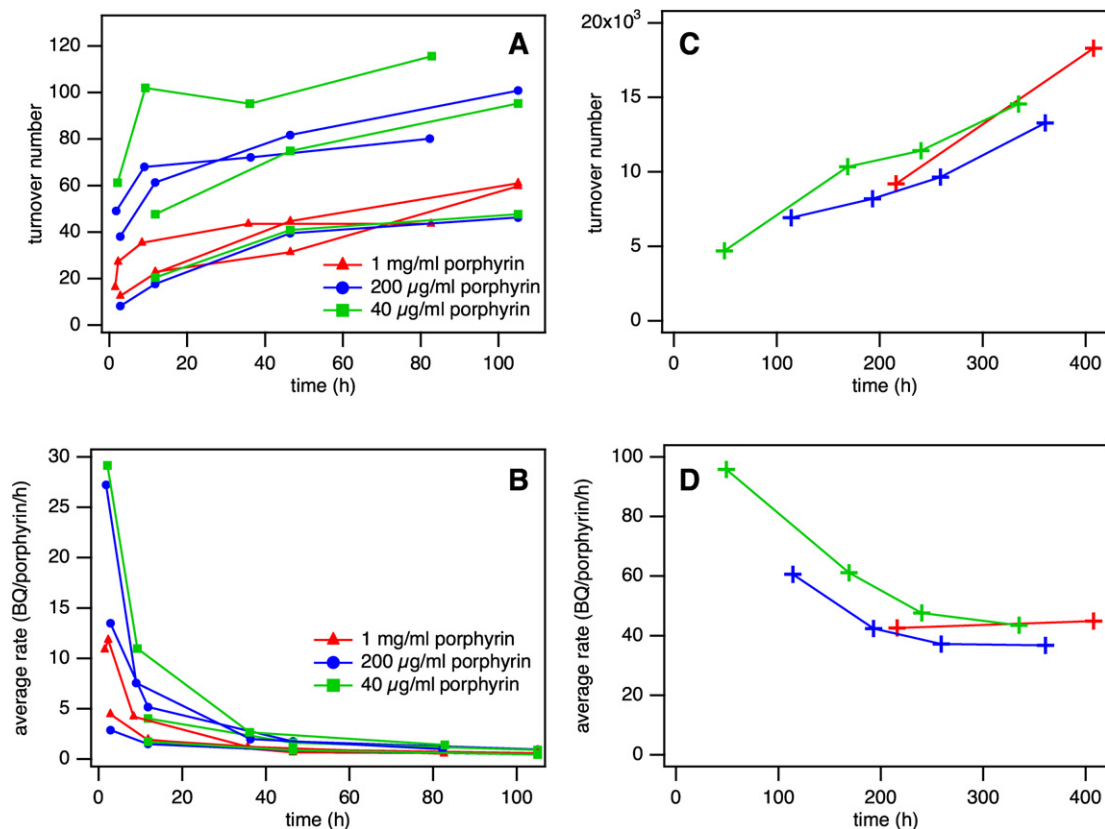 A
turnover number
120
100
80
60
40
20
0
1 mg/ml porphyrin
200 µg/ml porphyrin
40 µg/ml porphyrin
0 20 40 60 80 100
time (h)
C
turnover number
20x10³
15
10
5
0
0 100 200 300 400
time (h)
B
average rate (BQ/porphyrin/h)
30
25
20
15
10
5
0
1 mg/ml porphyrin
200 µg/ml porphyrin
40 µg/ml porphyrin
0 20 40 60 80 100
time (h)
D
average rate (BQ/porphyrin/h)
100
80
60
40
20
0
0 100 200 300 400
time (h)